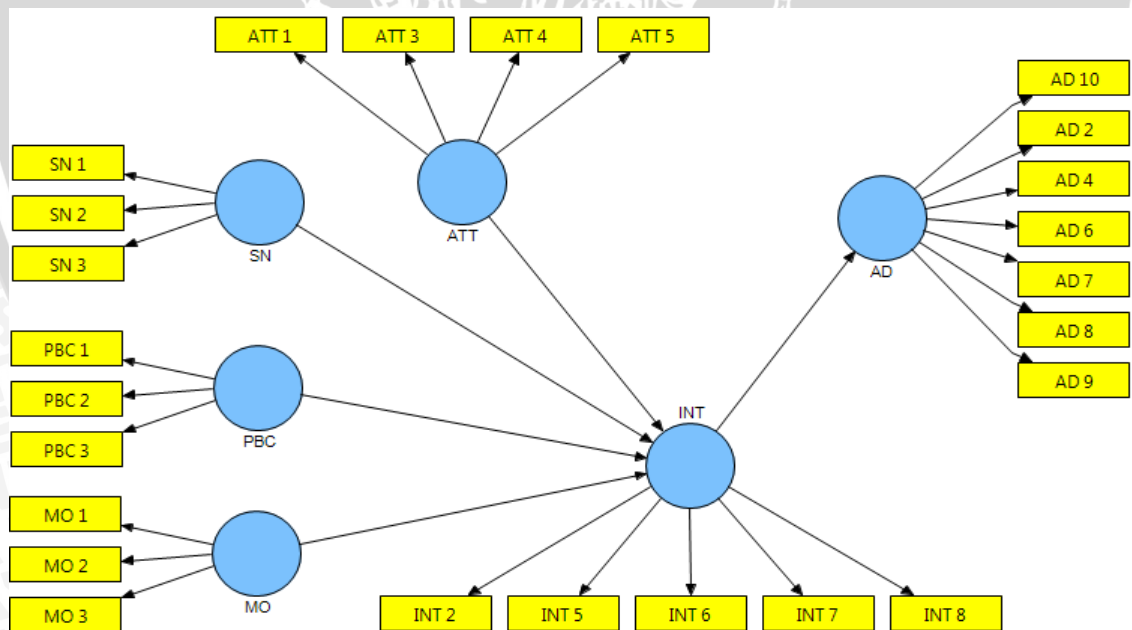 ATT 1
ATT 3
ATT 4
ATT 5
ATT
SN 1
SN 2
SN 3
SN
PBC 1
PBC 2
PBC 3
PBC
MO 1
MO 2
MO 3
MO
INT
INT 2
INT 5
INT 6
INT 7
INT 8
AD
AD 10
AD 2
AD 4
AD 6
AD 7
AD 8
AD 9